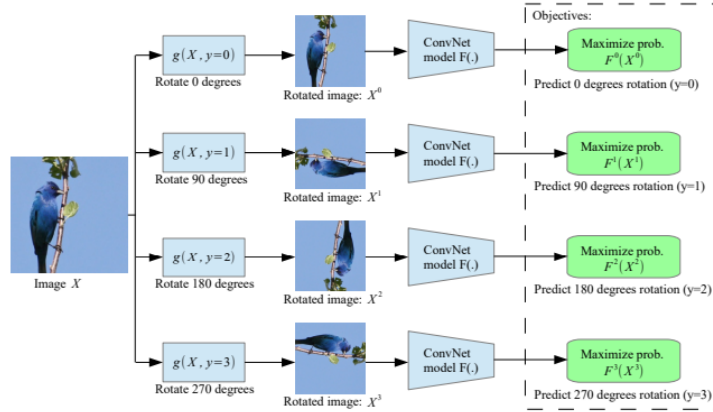 Objectives:
g(X, y=0)
Rotate 0 degrees
Rotated image: X⁰
ConvNet
model F(.)
Maximize prob.
F⁰(X⁰)
Predict 0 degrees rotation (y=0)
g(X, y=1)
Rotate 90 degrees
Rotated image: X¹
ConvNet
model F(.)
Maximize prob.
F¹(X¹)
Predict 90 degrees rotation (y=1)
Image X
g(X, y=2)
Rotate 180 degrees
Rotated image: X²
ConvNet
model F(.)
Maximize prob.
F²(X²)
Predict 180 degrees rotation (y=2)
g(X, y=3)
Rotate 270 degrees
Rotated image: X³
ConvNet
model F(.)
Maximize prob.
F³(X³)
Predict 270 degrees rotation (y=3)